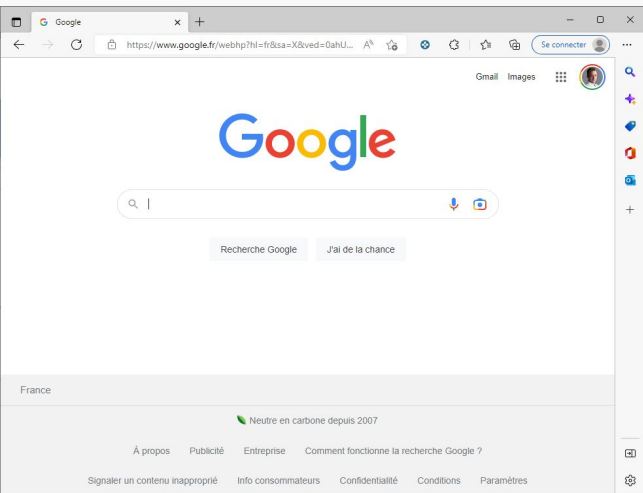 Google
https://www.google.fr/webhp?hl=fr&sa=X&ved=0ahU...
Se connecter
Gmail Images
Google
Recherche Google J'ai de la chance
France
Neutre en carbone depuis 2007
À propos Publicité Entreprise Comment fonctionne la recherche Google ?
Signaler un contenu inapproprié Info consommateurs Confidentialité Conditions Paramètres